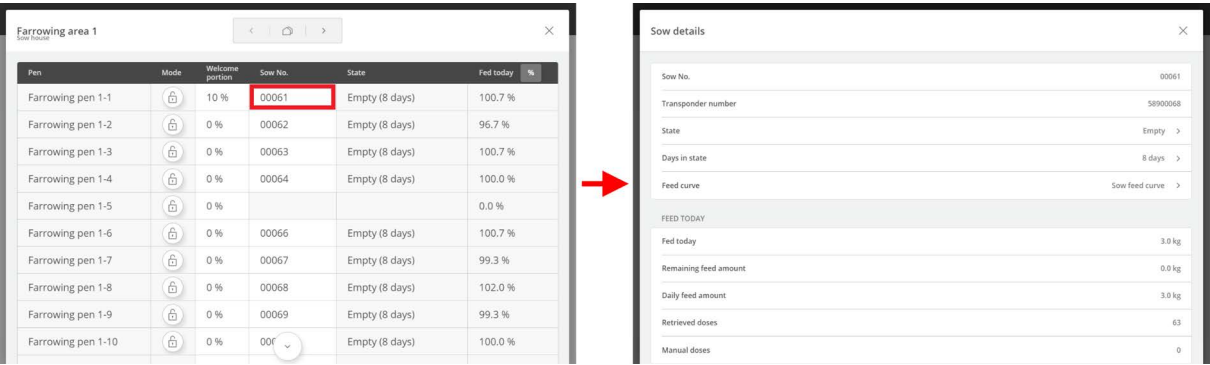 Farrowing area 1
Sow house
Pen Mode Welcome portion Sow No. State Fed today %
Farrowing pen 1-1 10 % 00061 Empty (8 days) 100.7 %
Farrowing pen 1-2 0 % 00062 Empty (8 days) 96.7 %
Farrowing pen 1-3 0 % 00063 Empty (8 days) 100.7 %
Farrowing pen 1-4 0 % 00064 Empty (8 days) 100.0 %
Farrowing pen 1-5 0 % 0.0 %
Farrowing pen 1-6 0 % 00066 Empty (8 days) 100.7 %
Farrowing pen 1-7 0 % 00067 Empty (8 days) 99.3 %
Farrowing pen 1-8 0 % 00068 Empty (8 days) 102.0 %
Farrowing pen 1-9 0 % 00069 Empty (8 days) 99.3 %
Farrowing pen 1-10 0 % Empty (8 days) 100.0 %
Sow details
Sow No. 00061
Transponder number 58900068
State Empty
Days in state 8 days
Feed curve Sow feed curve
FEED TODAY
Fed today 3.0 kg
Remaining feed amount 0.0 kg
Daily feed amount 3.0 kg
Retrieved doses 63
Manual doses 0